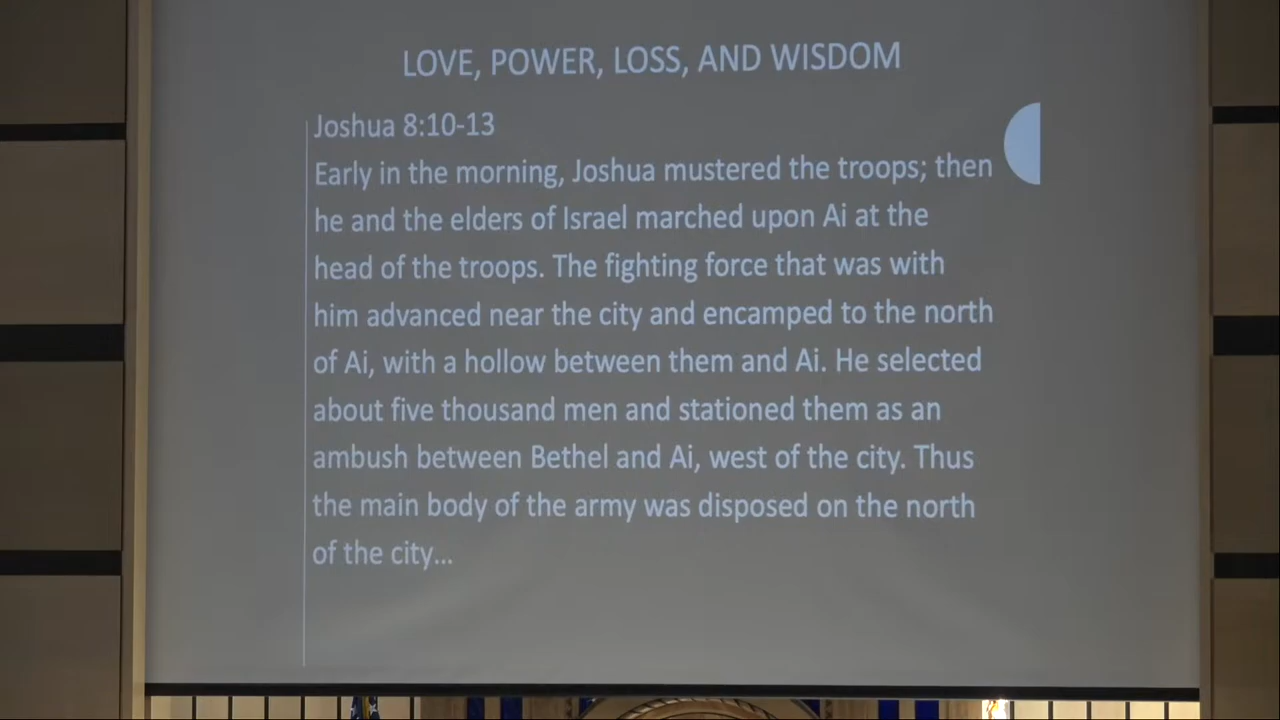 LOVE, POWER, LOSS, AND WISDOM
Joshua 8:10-13
Early in the morning, Joshua mustered the troops; then
he and the elders of Israel marched upon Ai at the
head of the troops. The fighting force that was with
him advanced near the city and encamped to the north
of Ai, with a hollow between them and Ai. He selected
about five thousand men and stationed them as an
ambush between Bethel and Ai, west of the city. Thus
the main body of the army was disposed on the north
of the city...